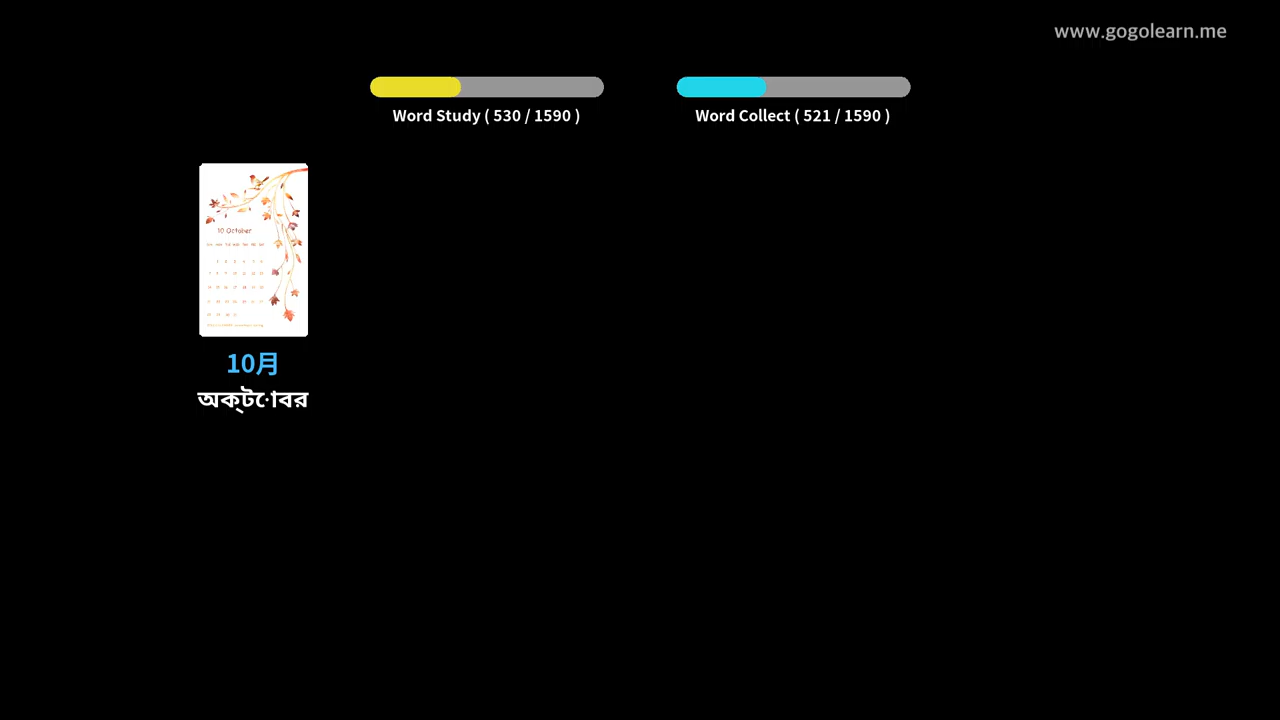 www.gogolearn.me
Word Study ( 530 / 1590 )
Word Collect ( 521 / 1590 )
10 October
10月
অক্টোবর